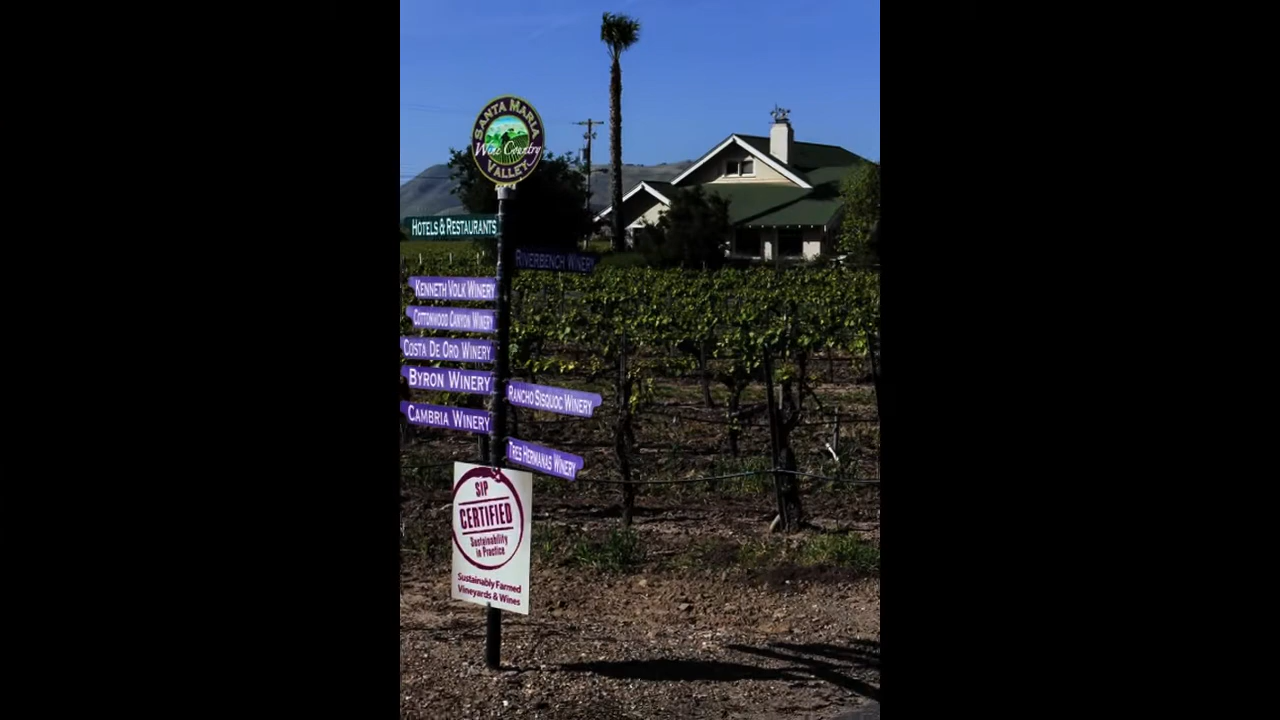 SANTA MARIA
Wine Country
VALLEY
HOTELS & RESTAURANTS
RIVERBENCH WINERY
KENNETH VOLK WINERY
COTTONWOOD CANYON WINERY
COSTA DE ORO WINERY
BYRON WINERY
RANCHO SISQUOC WINERY
CAMBRIA WINERY
TRES HERMANAS WINERY
SIP
CERTIFIED
Sustainability
in Practice
Sustainably Farmed
Vineyards & Wines